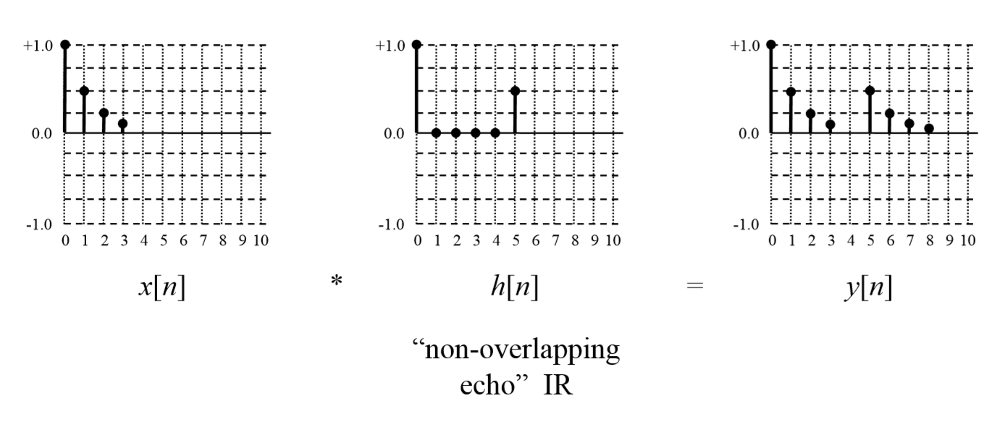 +1.0 +1.0 +1.0
0.0 0.0 0.0
-1.0 -1.0 -1.0
0 1 2 3 4 5 6 7 8 9 10 0 1 2 3 4 5 6 7 8 9 10 0 1 2 3 4 5 6 7 8 9 10
x[n] * h[n] = y[n]
“non-overlapping
echo” IR